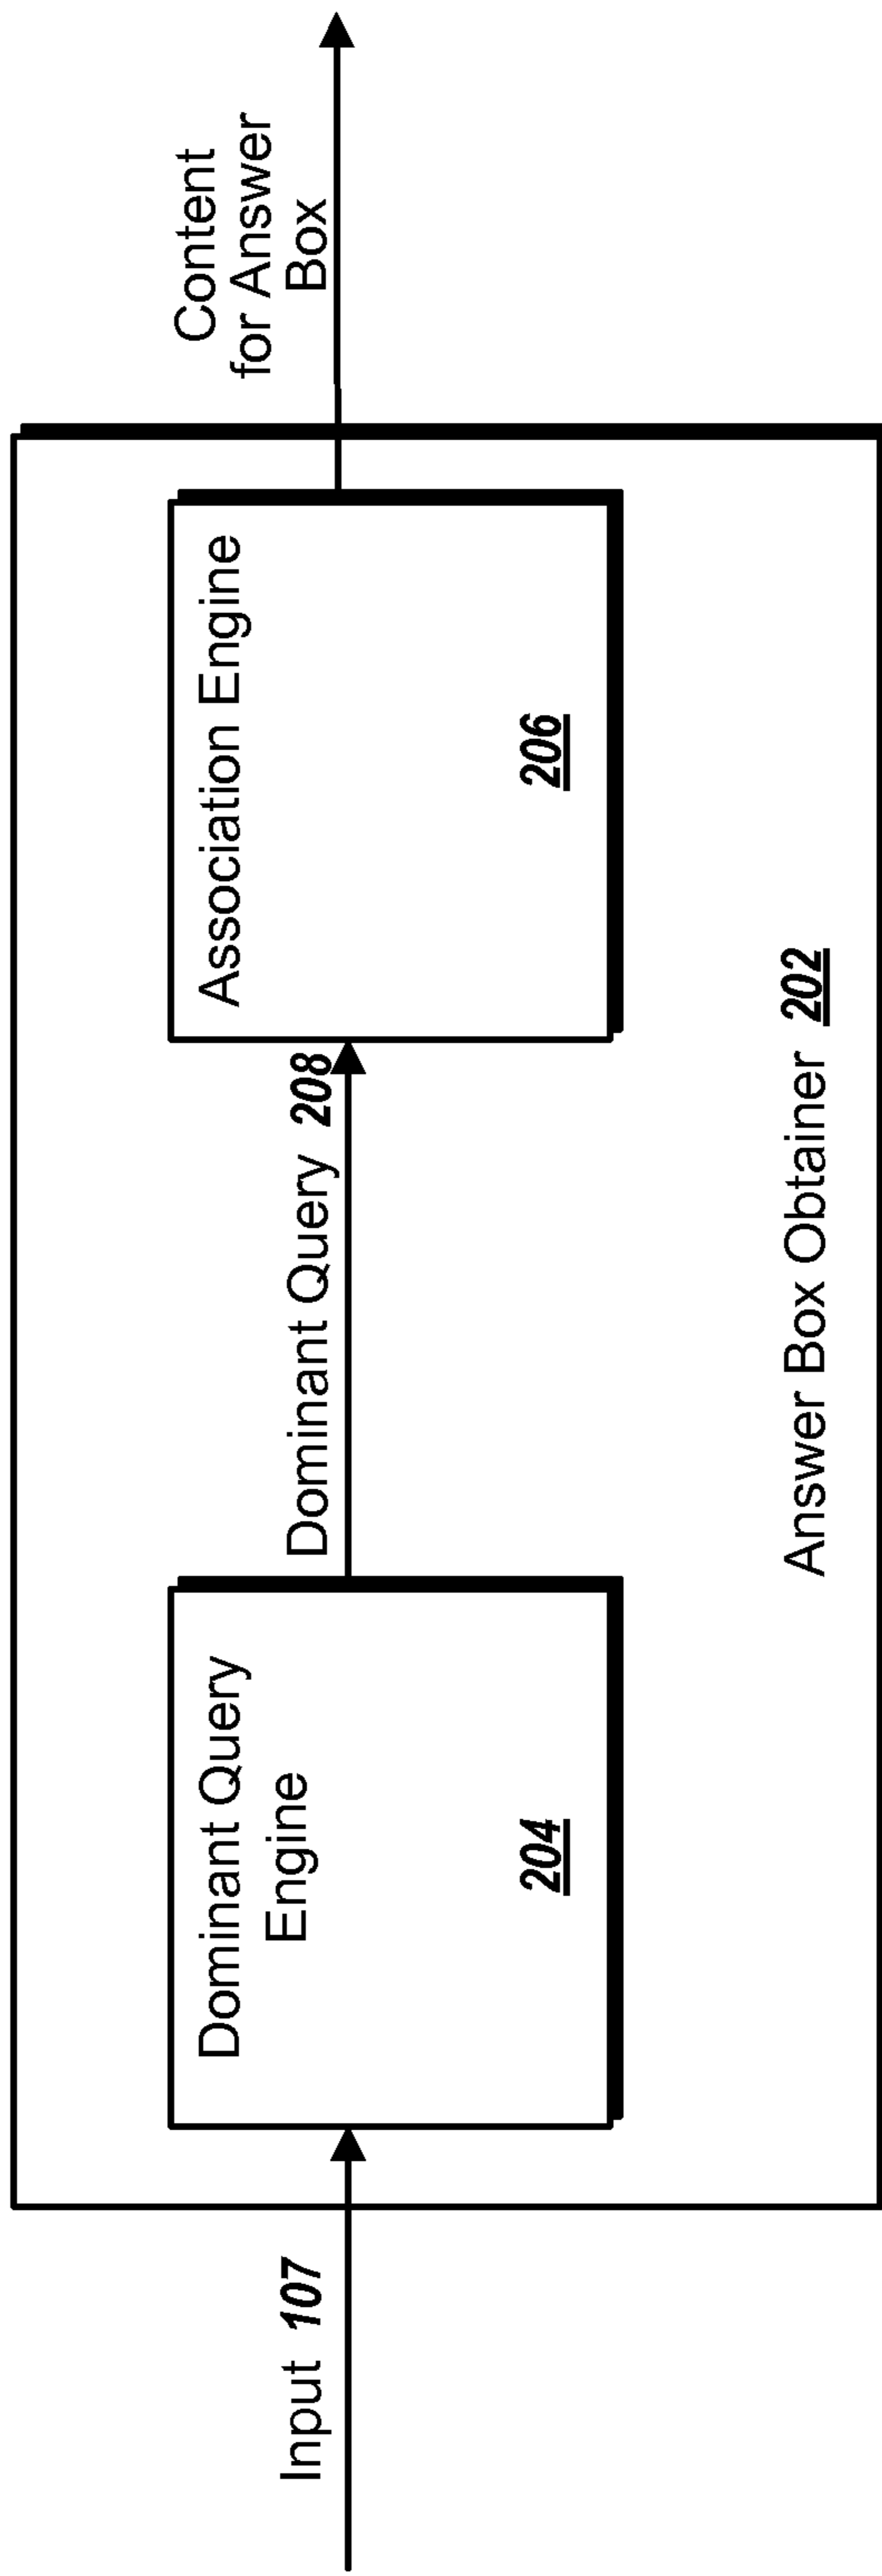 Input 107
Dominant Query
Engine
204
Dominant Query 208
Association Engine
206
Content
for Answer
Box
Answer Box Obtainer 202